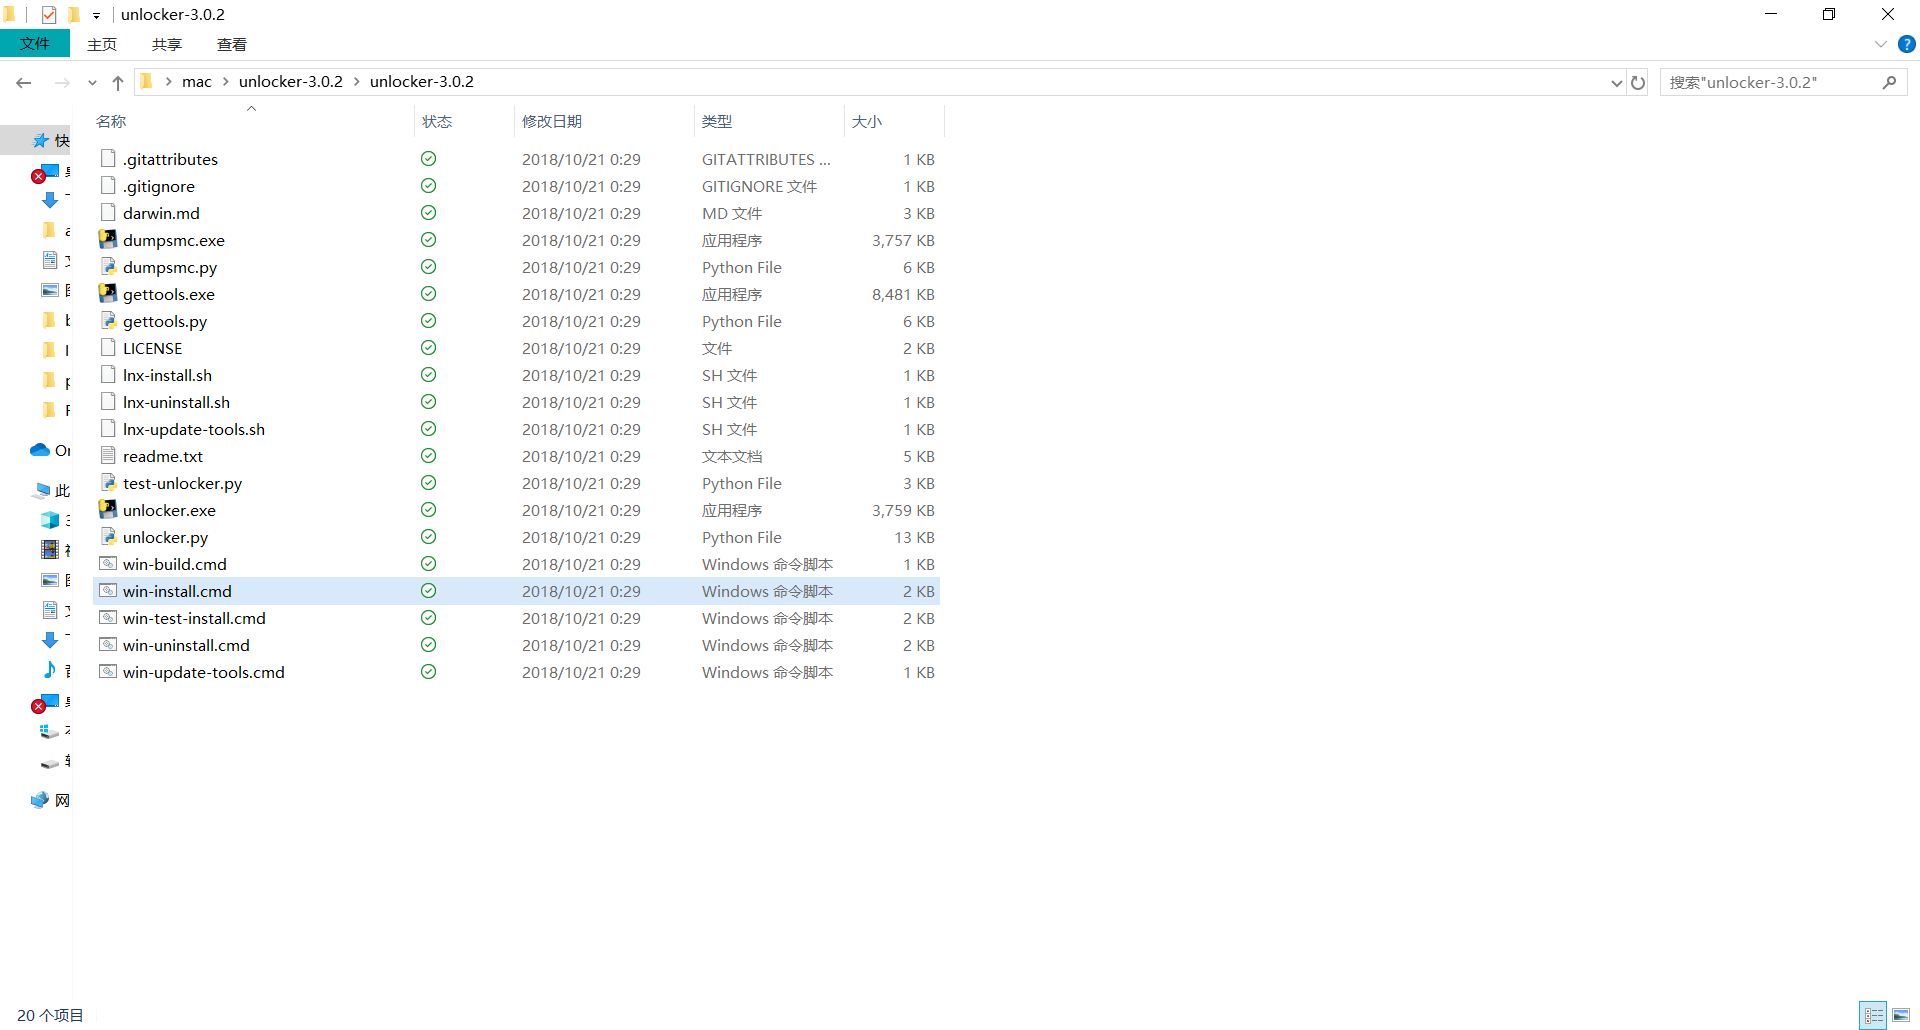 unlocker-3.0.2
文件 主页 共享 查看
mac unlocker-3.0.2 unlocker-3.0.2 搜索"unlocker-3.0.2"
名称 状态 修改日期 类型 大小
.gitattributes 2018/10/21 0:29 GITATTRIBUTES ... 1 KB
.gitignore 2018/10/21 0:29 GITIGNORE 文件 1 KB
darwin.md 2018/10/21 0:29 MD 文件 3 KB
dumpsmc.exe 2018/10/21 0:29 应用程序 3,757 KB
dumpsmc.py 2018/10/21 0:29 Python File 6 KB
gettools.exe 2018/10/21 0:29 应用程序 8,481 KB
gettools.py 2018/10/21 0:29 Python File 6 KB
LICENSE 2018/10/21 0:29 文件 2 KB
lnx-install.sh 2018/10/21 0:29 SH 文件 1 KB
lnx-uninstall.sh 2018/10/21 0:29 SH 文件 1 KB
lnx-update-tools.sh 2018/10/21 0:29 SH 文件 1 KB
readme.txt 2018/10/21 0:29 文本文档 5 KB
test-unlocker.py 2018/10/21 0:29 Python File 3 KB
unlocker.exe 2018/10/21 0:29 应用程序 3,759 KB
unlocker.py 2018/10/21 0:29 Python File 13 KB
win-build.cmd 2018/10/21 0:29 Windows 命令脚本 1 KB
win-install.cmd 2018/10/21 0:29 Windows 命令脚本 2 KB
win-test-install.cmd 2018/10/21 0:29 Windows 命令脚本 2 KB
win-uninstall.cmd 2018/10/21 0:29 Windows 命令脚本 2 KB
win-update-tools.cmd 2018/10/21 0:29 Windows 命令脚本 1 KB
快
此
网
20 个项目